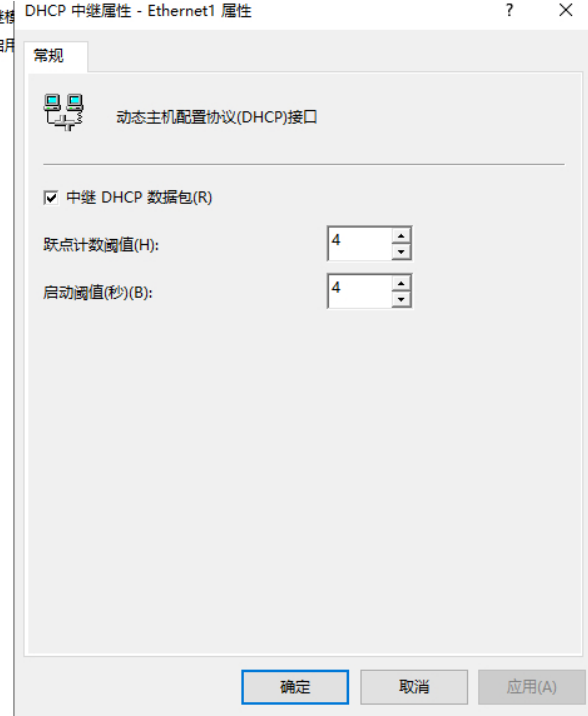 DHCP 中继属性 - Ethernet1 属性
? ×
常规
动态主机配置协议(DHCP)接口
中继 DHCP 数据包(R)
跃点计数阈值(H): 4
启动阈值(秒)(B): 4
确定 取消 应用(A)